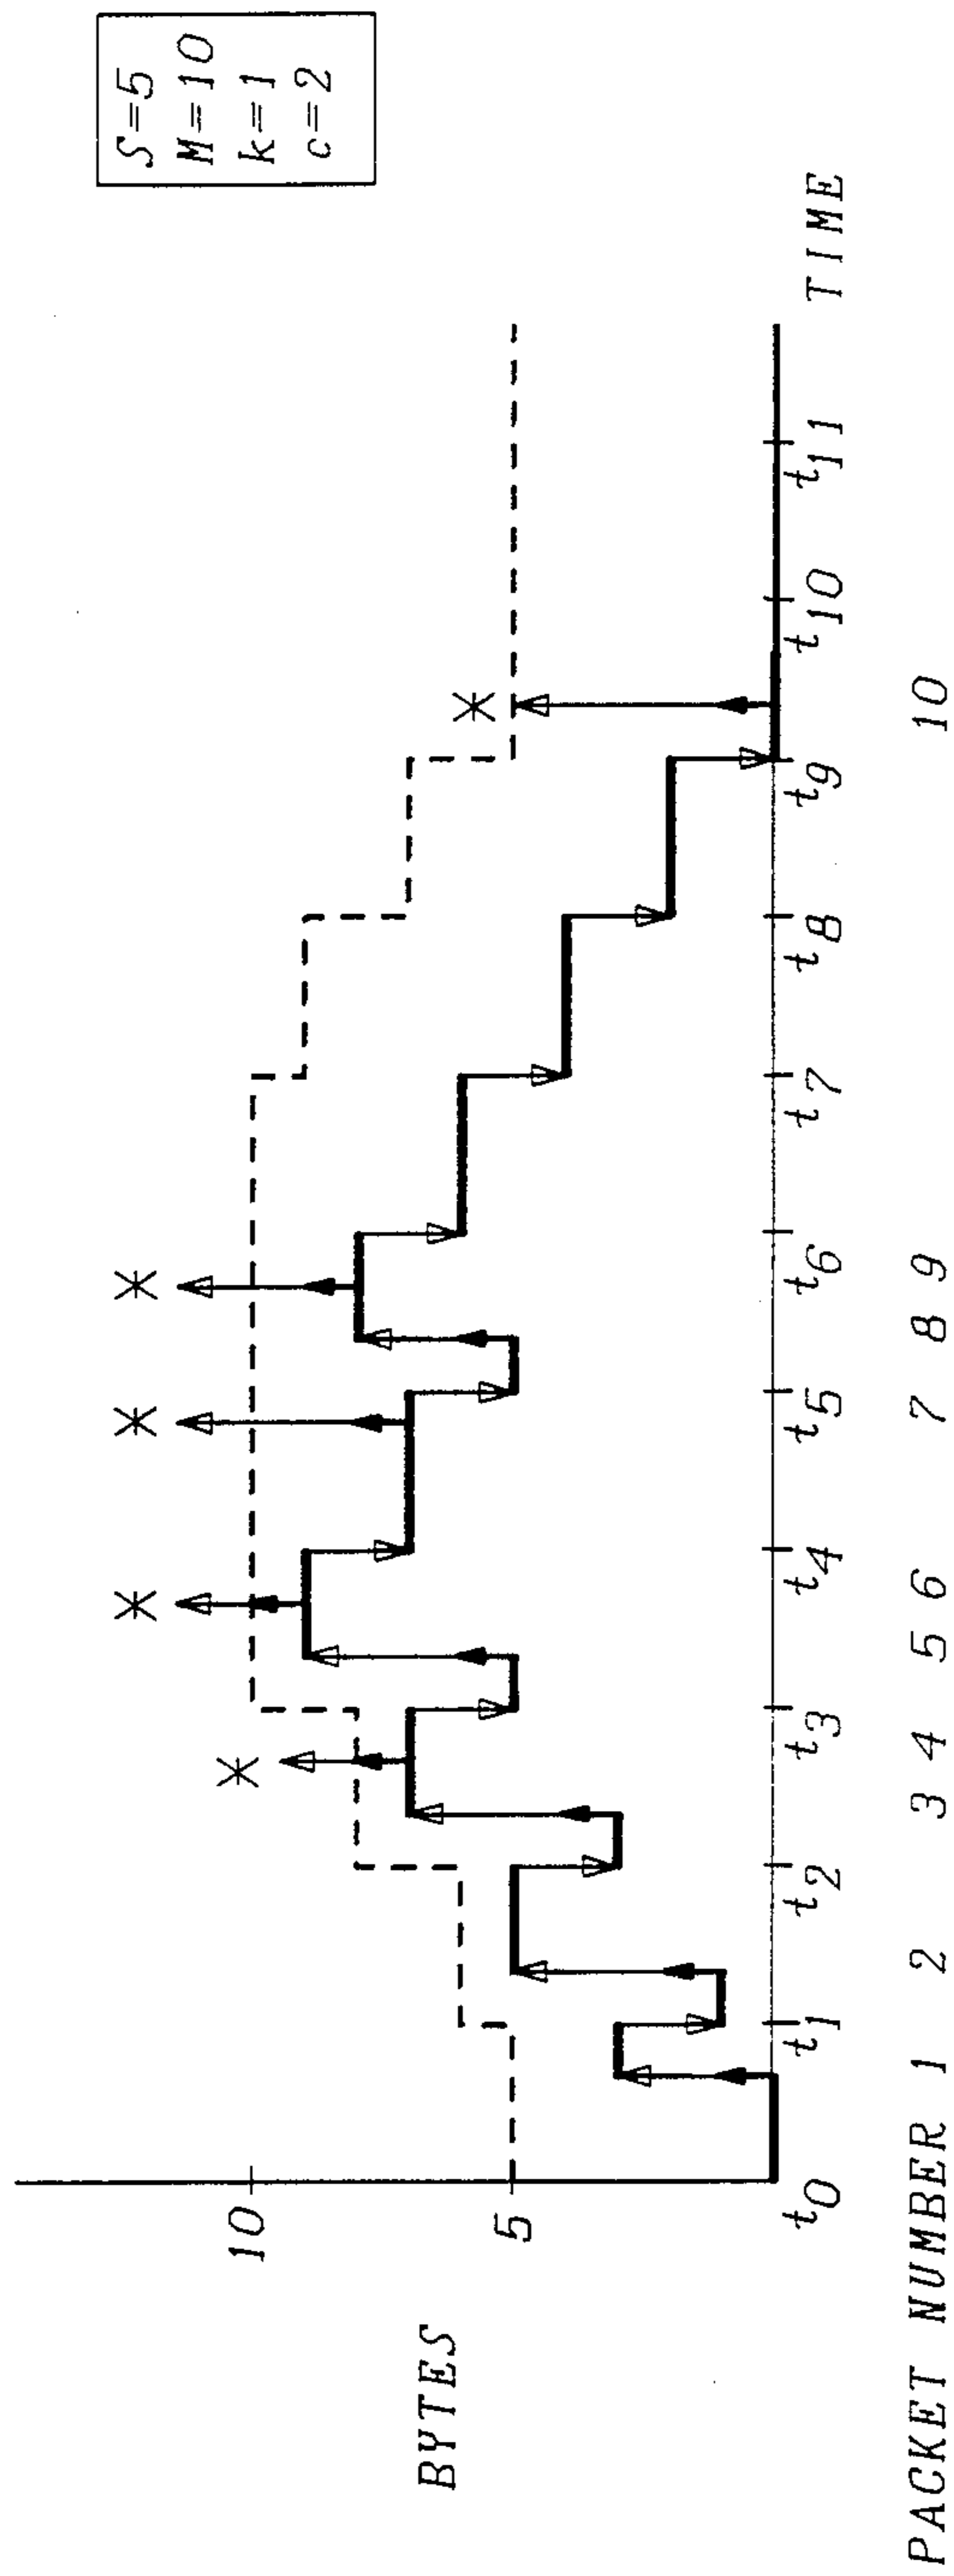 S=5
M=10
k=1
c=2
10
5
BYTES
t0 t1 t2 t3 t4 t5 t6 t7 t8 t9 t10 t11 TIME
PACKET NUMBER 1 2 3 4 5 6 7 8 9 10